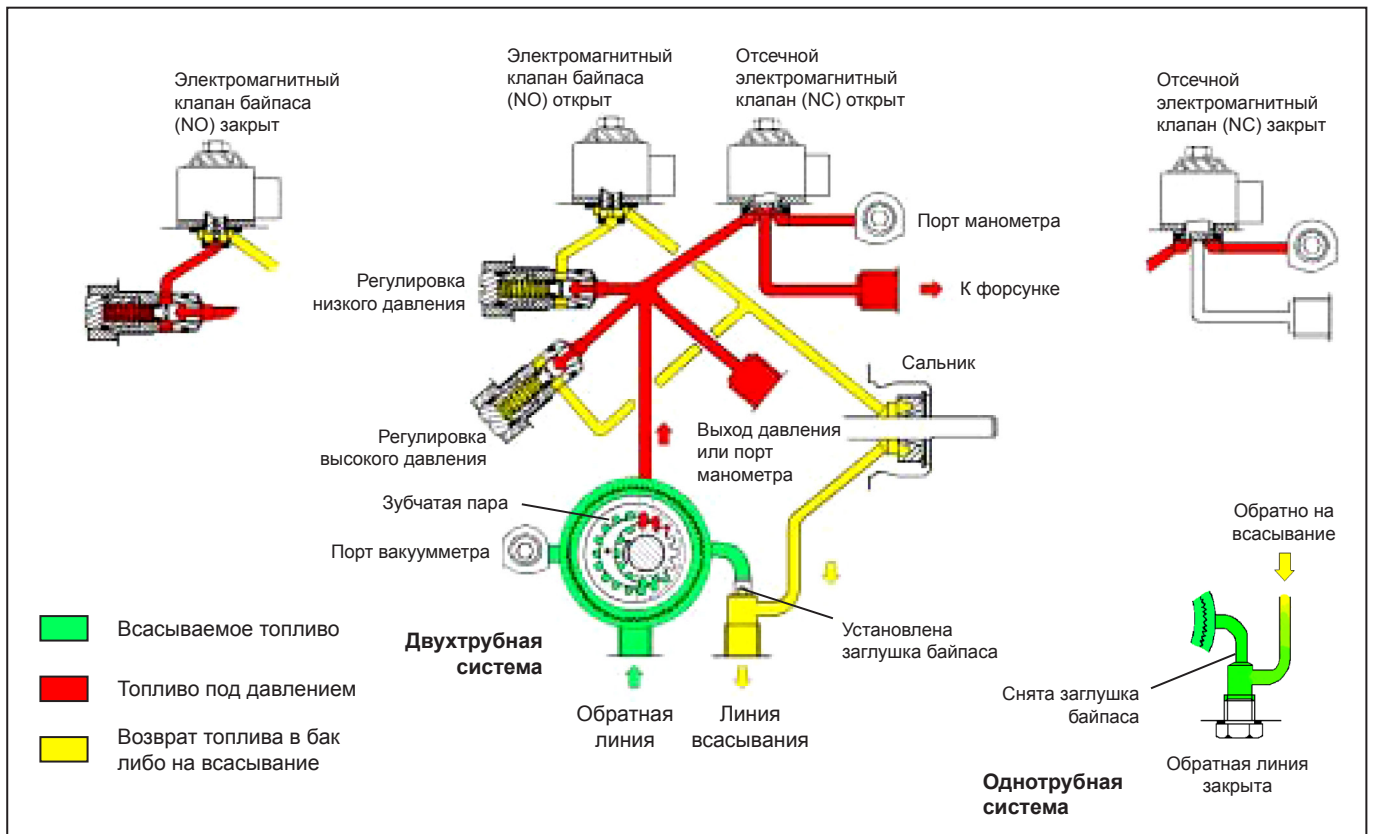 Электромагнитный
клапан байпаса
(NO) закрыт
Электромагнитный
клапан байпаса
(NO) открыт
Отсечной
электромагнитный
клапан (NC) открыт
Отсечной
электромагнитный
клапан (NC) закрыт
Порт манометра
Регулировка
низкого давления
К форсунке
Сальник
Регулировка
высокого давления
Выход давления
или порт
манометра
Зубчатая пара
Порт вакуумметра
Обратно на
всасывание
Всасываемое топливо
Топливо под давлением
Возврат топлива в бак
либо на всасывание
Двухтрубная
система
Установлена
заглушка байпаса
Обратная
линия
Линия
всасывания
Снята заглушка
байпаса
Обратная линия
закрыта
Однотрубная
система